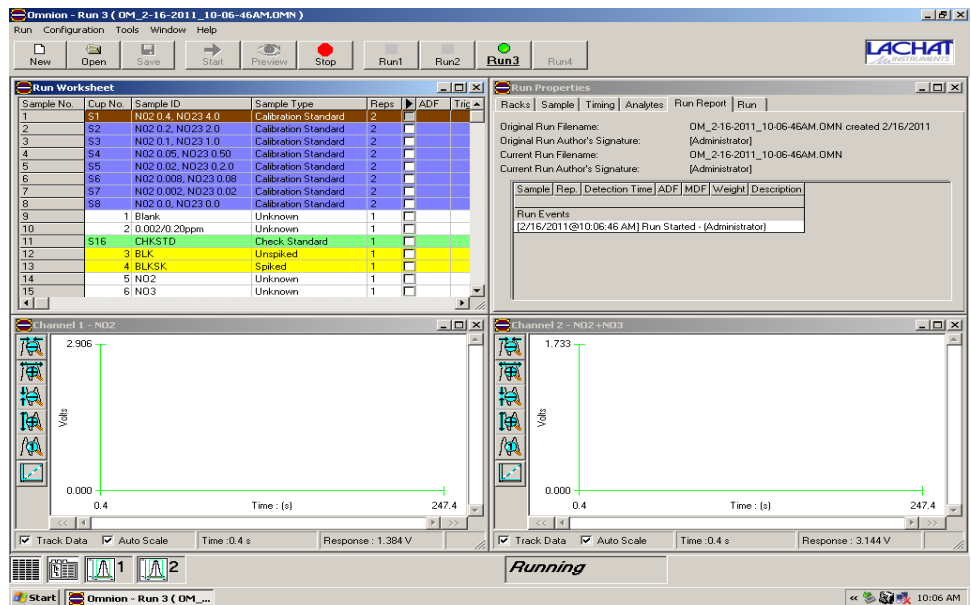 Omnion - Run 3 ( OM_2-16-2011_10-06-46AM.OMN )
Run Configuration Tools Window Help
New Open Save Start Preview Stop Run1 Run2 Run3 Run4
LACHAT
INSTRUMENTS
Run Worksheet
Sample No. Cup No. Sample ID Sample Type Reps ADF Trig
1 S1 NO2 0.4, NO23 4.0 Calibration Standard 2
2 S2 NO2 0.2, NO23 2.0 Calibration Standard 2
3 S3 NO2 0.1, NO23 1.0 Calibration Standard 2
4 S4 NO2 0.05, NO23 0.50 Calibration Standard 2
5 S5 NO2 0.02, NO23 0.2.0 Calibration Standard 2
6 S6 NO2 0.008, NO23 0.08 Calibration Standard 2
7 S7 NO2 0.002, NO23 0.02 Calibration Standard 2
8 S8 NO2 0.0, NO23 0.0 Calibration Standard 2
9 1 Blank Unknown 1
10 2 0.002/0.20ppm Unknown 1
11 S16 CHKSTD Check Standard 1
12 3 BLK Unspiked 1
13 4 BLKSK Spiked 1
14 5 NO2 Unknown 1
15 6 NO3 Unknown 1
Run Properties
Racks Sample Timing Analytes Run Report Run
Original Run Filename: OM_2-16-2011_10-06-46AM.OMN created 2/16/2011
Original Run Author's Signature: [Administrator]
Current Run Filename: OM_2-16-2011_10-06-46AM.OMN
Current Run Author's Signature: [Administrator]
Sample Rep. Detection Time ADF MDF Weight Description
Run Events
[2/16/2011@10:06:46 AM] Run Started - (Administrator)
Channel 1 - NO2
2.906
Volts
0.000
0.4 Time : (s) 247.4
<< >>
Track Data Auto Scale Time :0.4 s Response : 1.384 V
Channel 2 - NO2+NO3
1.733
Volts
0.000
0.4 Time : (s) 247.4
<< >>
Track Data Auto Scale Time :0.4 s Response : 3.144 V
1 2 Running
Start Omnion - Run 3 ( OM_... « 10:06 AM